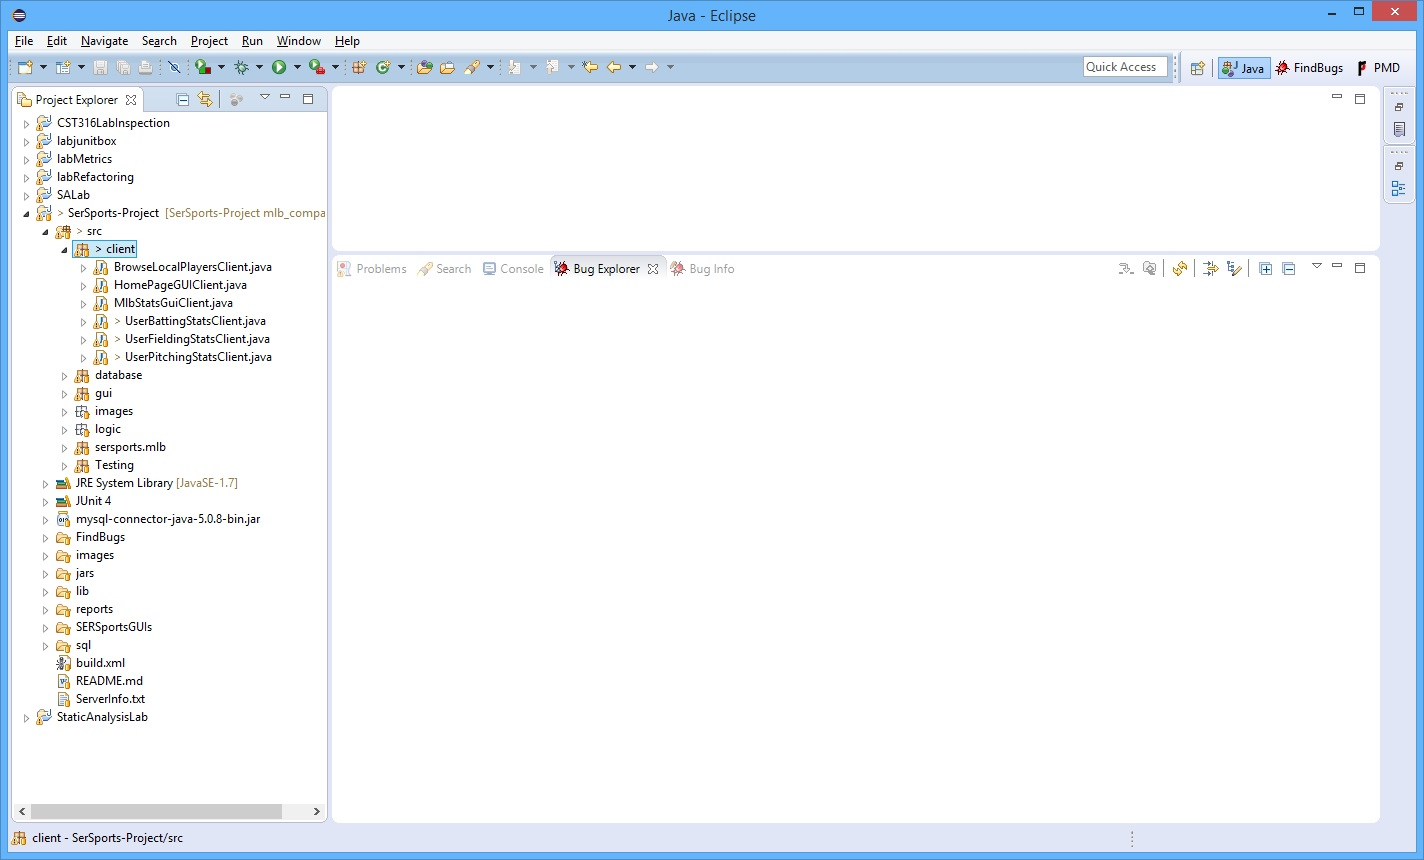 Java - Eclipse
File Edit Navigate Search Project Run Window Help
Quick Access
Java FindBugs PMD
Project Explorer
CST316LabInspection
labjunitbox
labMetrics
labRefactoring
SALab
> SerSports-Project [SerSports-Project mlb_compa
> src
> client
BrowseLocalPlayersClient.java
HomePageGUIClient.java
MlbStatsGuiClient.java
> UserBattingStatsClient.java
> UserFieldingStatsClient.java
> UserPitchingStatsClient.java
database
gui
images
logic
sersports.mlb
Testing
JRE System Library [JavaSE-1.7]
JUnit 4
mysql-connector-java-5.0.8-bin.jar
FindBugs
images
jars
lib
reports
SERSportsGUIs
sql
build.xml
README.md
ServerInfo.txt
StaticAnalysisLab
Problems Search Console Bug Explorer Bug Info
client - SerSports-Project/src